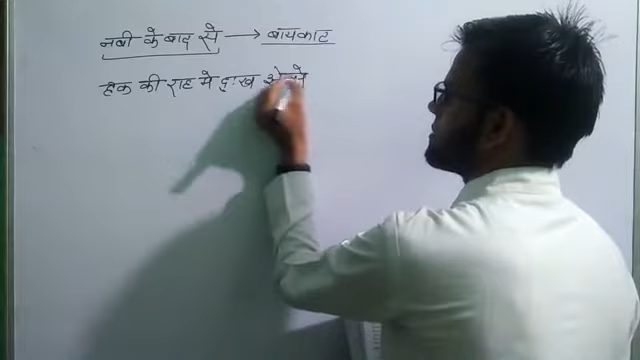 नबी के बाद से → बायकाट
हक की राह मे दुःख